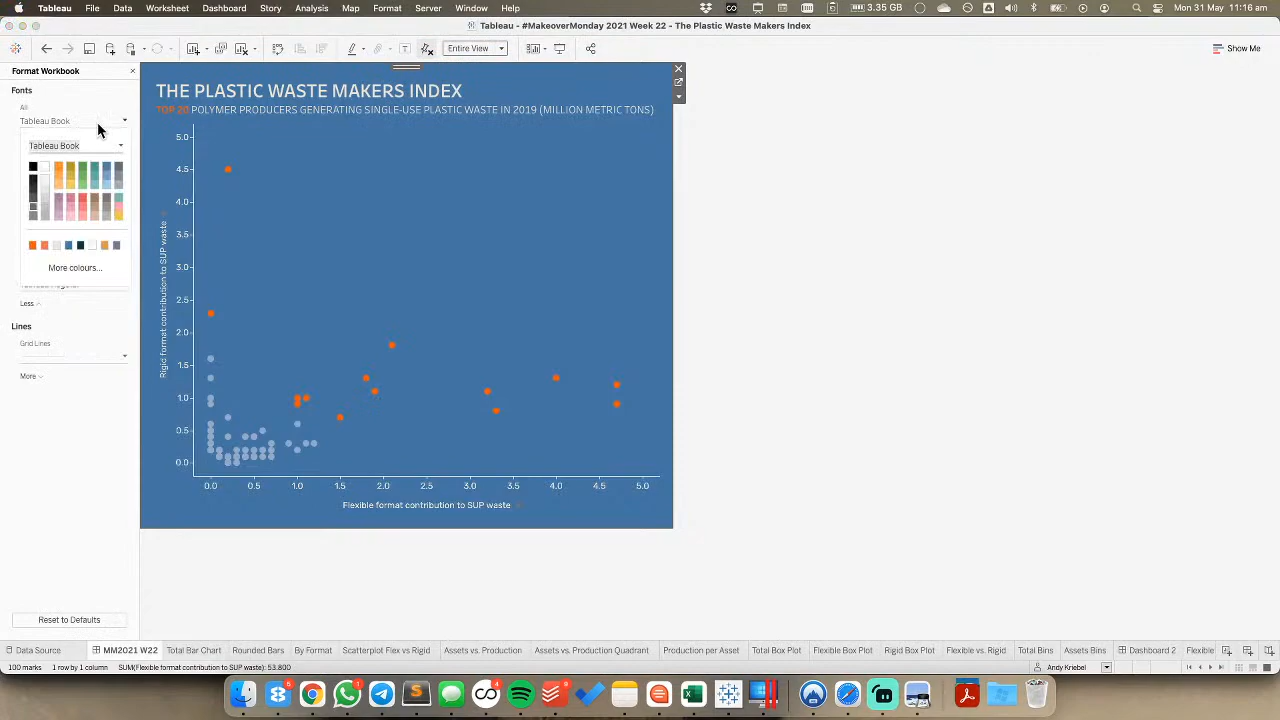 File Data Worksheet Dashboard Story Analysis Map Format Server Window Help 3.35 GB Mon 31 May 11:16 am
Tableau - #MakeoverMonday 2021 Week 22 - The Plastic Waste Makers Index
Entire View Show Me
Format Workbook
Fonts
All
Tableau Book
Tableau Book
More colours...
Less
Lines
Grid Lines
More
Reset to Defaults
THE PLASTIC WASTE MAKERS INDEX
TOP 20 POLYMER PRODUCERS GENERATING SINGLE-USE PLASTIC WASTE IN 2019 (MILLION METRIC TONS)
5.0
4.5
4.0
3.5
3.0
2.5
2.0
1.5
1.0
0.5
0.0
Rigid format contribution to SUP waste
0.0 0.5 1.0 1.5 2.0 2.5 3.0 3.5 4.0 4.5 5.0
Flexible format contribution to SUP waste
Data Source MM2021 W22 Total Bar Chart Rounded Bars By Format Scatterplot Flex vs Rigid Assets vs. Production Assets vs. Production Quadrant Production per Asset Total Box Plot Flexible Box Plot Rigid Box Plot Flexible vs. Rigid Total Bins Assets Bins Dashboard 2 Flexible
100 marks 1 row by 1 column SUM(Flexible format contribution to SUP waste): 53.800 Andy Kriebel
5 1 4 9